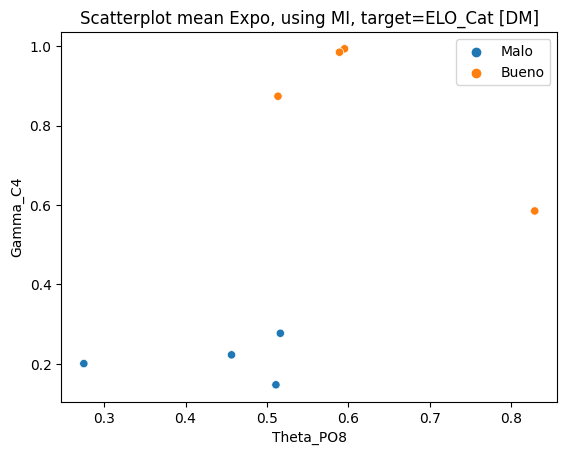 Scatterplot mean Expo, using MI, target=ELO_Cat [DM]
Malo
Bueno
Gamma_C4
1.0
0.8
0.6
0.4
0.2
0.3 0.4 0.5 0.6 0.7 0.8
Theta_PO8